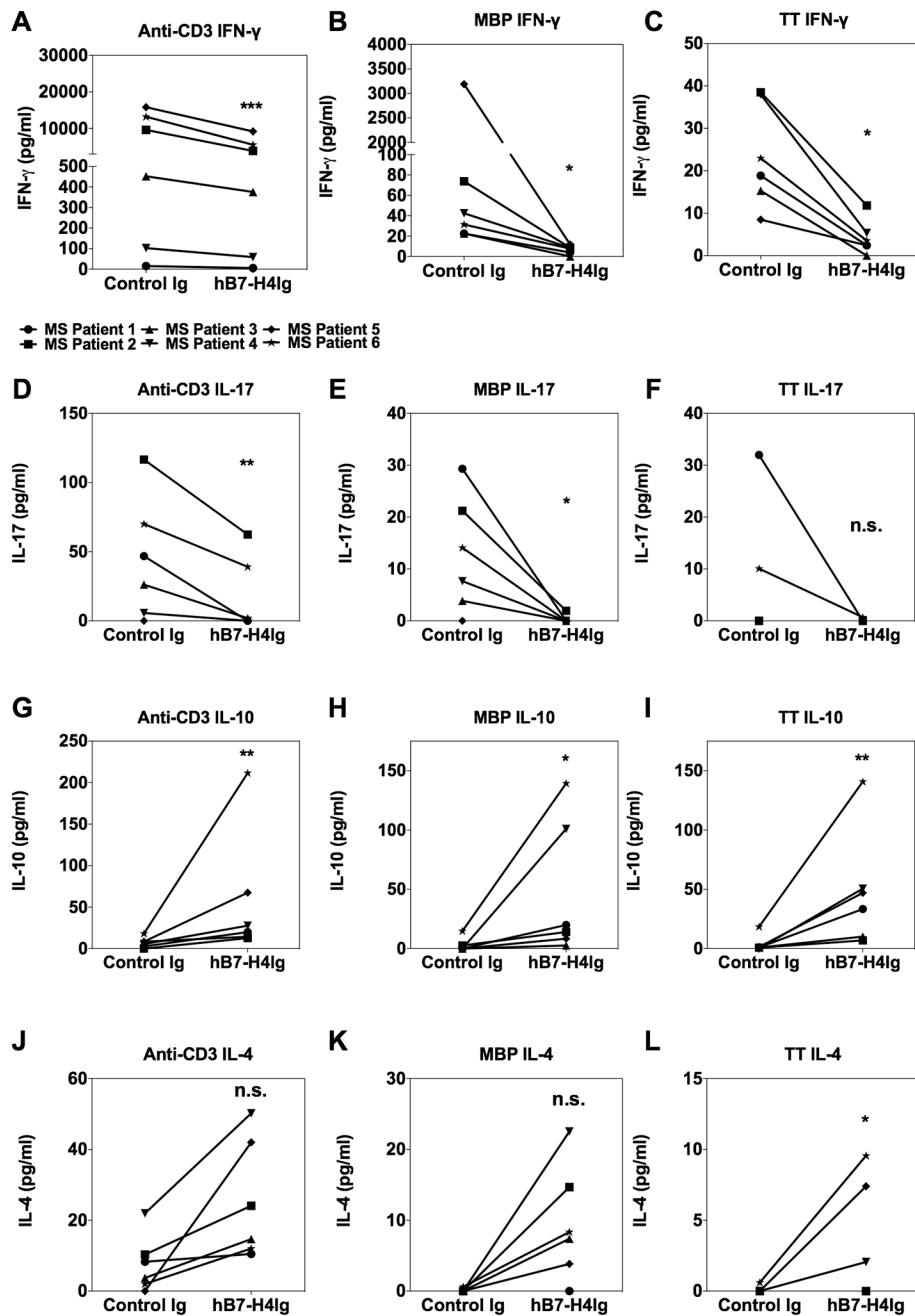 A
Anti-CD3 IFN-γ
IFN-γ (pg/ml)
30000
20000
10000
500
400
300
200
100
0
***
Control Ig
hB7-H4Ig
B
MBP IFN-γ
IFN-γ (pg/ml)
4000
3500
3000
2500
2000
100
80
60
40
20
0
*
Control Ig
hB7-H4Ig
C
TT IFN-γ
IFN-γ (pg/ml)
50
40
30
20
10
0
*
Control Ig
hB7-H4Ig
MS Patient 1
MS Patient 3
MS Patient 5
MS Patient 2
MS Patient 4
MS Patient 6
D
Anti-CD3 IL-17
IL-17 (pg/ml)
150
100
50
0
**
Control Ig
hB7-H4Ig
E
MBP IL-17
IL-17 (pg/ml)
40
30
20
10
0
*
Control Ig
hB7-H4Ig
F
TT IL-17
IL-17 (pg/ml)
40
30
20
10
0
n.s.
Control Ig
hB7-H4Ig
G
Anti-CD3 IL-10
IL-10 (pg/ml)
250
200
150
100
50
0
**
Control Ig
hB7-H4Ig
H
MBP IL-10
IL-10 (pg/ml)
150
100
50
0
*
Control Ig
hB7-H4Ig
I
TT IL-10
IL-10 (pg/ml)
150
100
50
0
**
Control Ig
hB7-H4Ig
J
Anti-CD3 IL-4
IL-4 (pg/ml)
60
40
20
0
n.s.
Control Ig
hB7-H4Ig
K
MBP IL-4
IL-4 (pg/ml)
30
20
10
0
n.s.
Control Ig
hB7-H4Ig
L
TT IL-4
IL-4 (pg/ml)
15
10
5
0
*
Control Ig
hB7-H4Ig